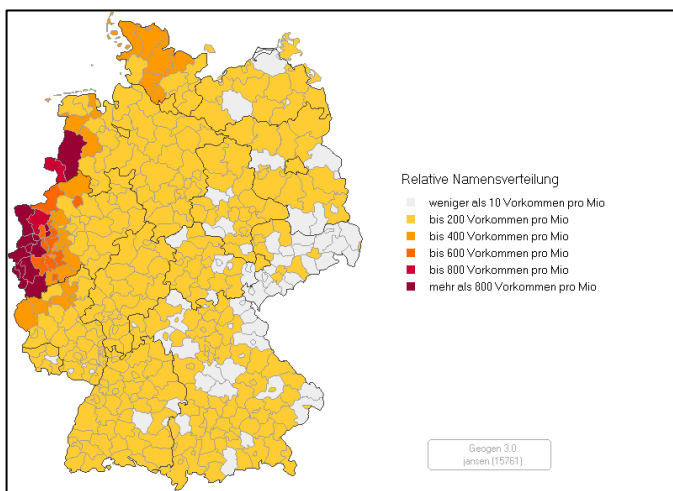 Relative Namensverteilung
weniger als 10 Vorkommen pro Mio
bis 200 Vorkommen pro Mio
bis 400 Vorkommen pro Mio
bis 600 Vorkommen pro Mio
bis 800 Vorkommen pro Mio
mehr als 800 Vorkommen pro Mio
Geogen 3.0
jansen (15761)